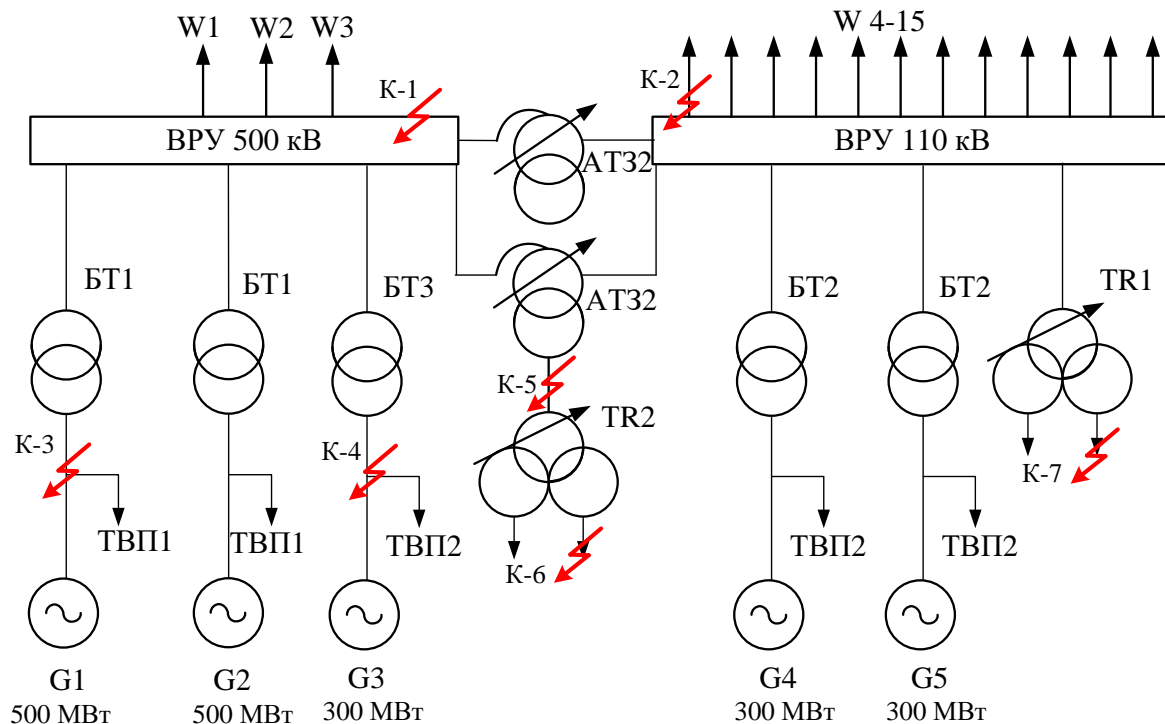 W1 W2 W3
W 4-15
К-1
К-2
ВРУ 500 кВ
ВРУ 110 кВ
АТЗ2
БТ1
БТ1
БТ3
АТЗ2
БТ2
БТ2
TR1
К-5
TR2
К-3
К-4
К-7
ТВП1
ТВП1
ТВП2
К-6
ТВП2
ТВП2
G1
G2
G3
G4
G5
500 МВт
500 МВт
300 МВт
300 МВт
300 МВт